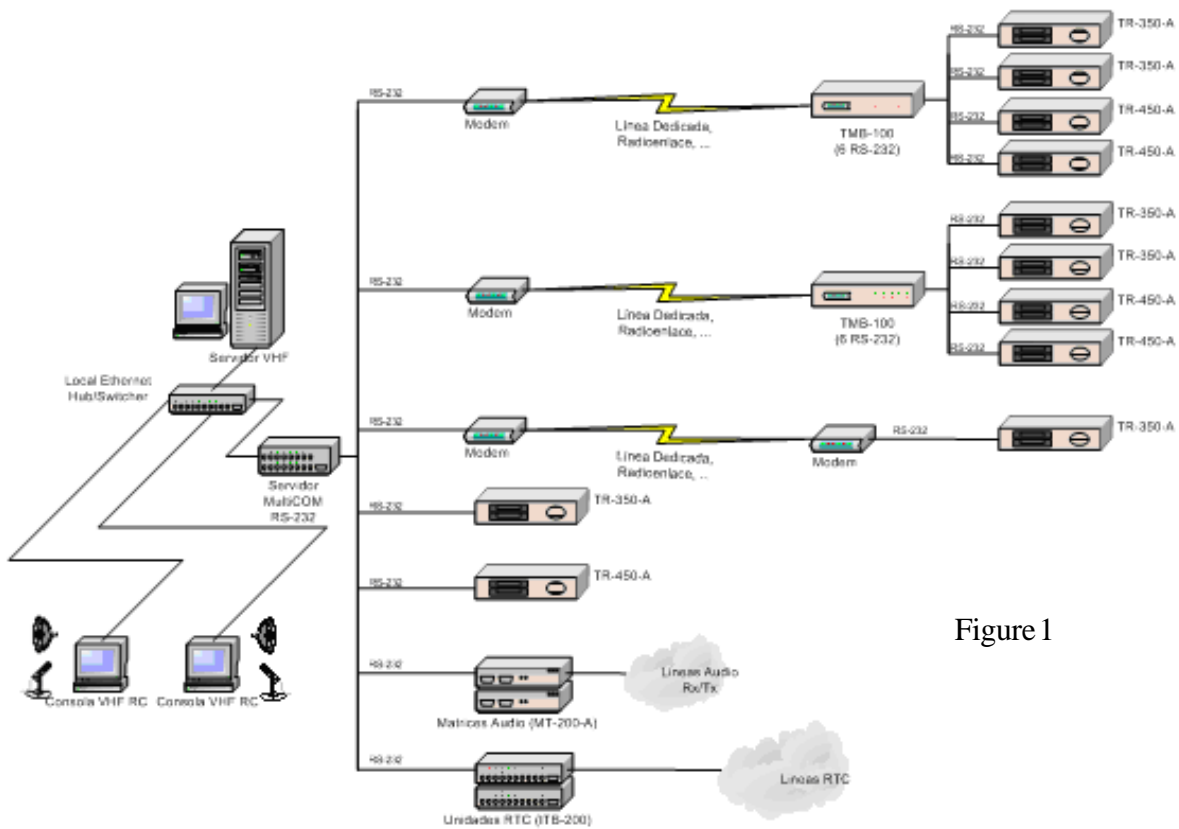 RS-232
TR-350-A
RS-232
TR-350-A
RS-232
TR-450-A
RS-232
TR-450-A
RS-232
Modem
Línea Dedicada,
Radioenlace, ...
TMB-100
(6 RS-232)
RS-232
TR-350-A
RS-232
TR-350-A
RS-232
TR-450-A
RS-232
TR-450-A
RS-232
Modem
Línea Dedicada,
Radioenlace, ...
TMB-100
(6 RS-232)
Servidor VHF
Local Ethernet
Hub/Switcher
Servidor
MultiCOM
RS-232
RS-232
Modem
Línea Dedicada,
Radioenlace, ...
Modem
RS-232
TR-350-A
RS-232
TR-350-A
RS-232
TR-450-A
Figure 1
Consola VHF RC
Consola VHF RC
RS-232
Matrices Audio (MT-200-A)
Lineas Audio
Rx/Tx
RS-232
Unidades RTC (ITB-200)
Lineas RTC